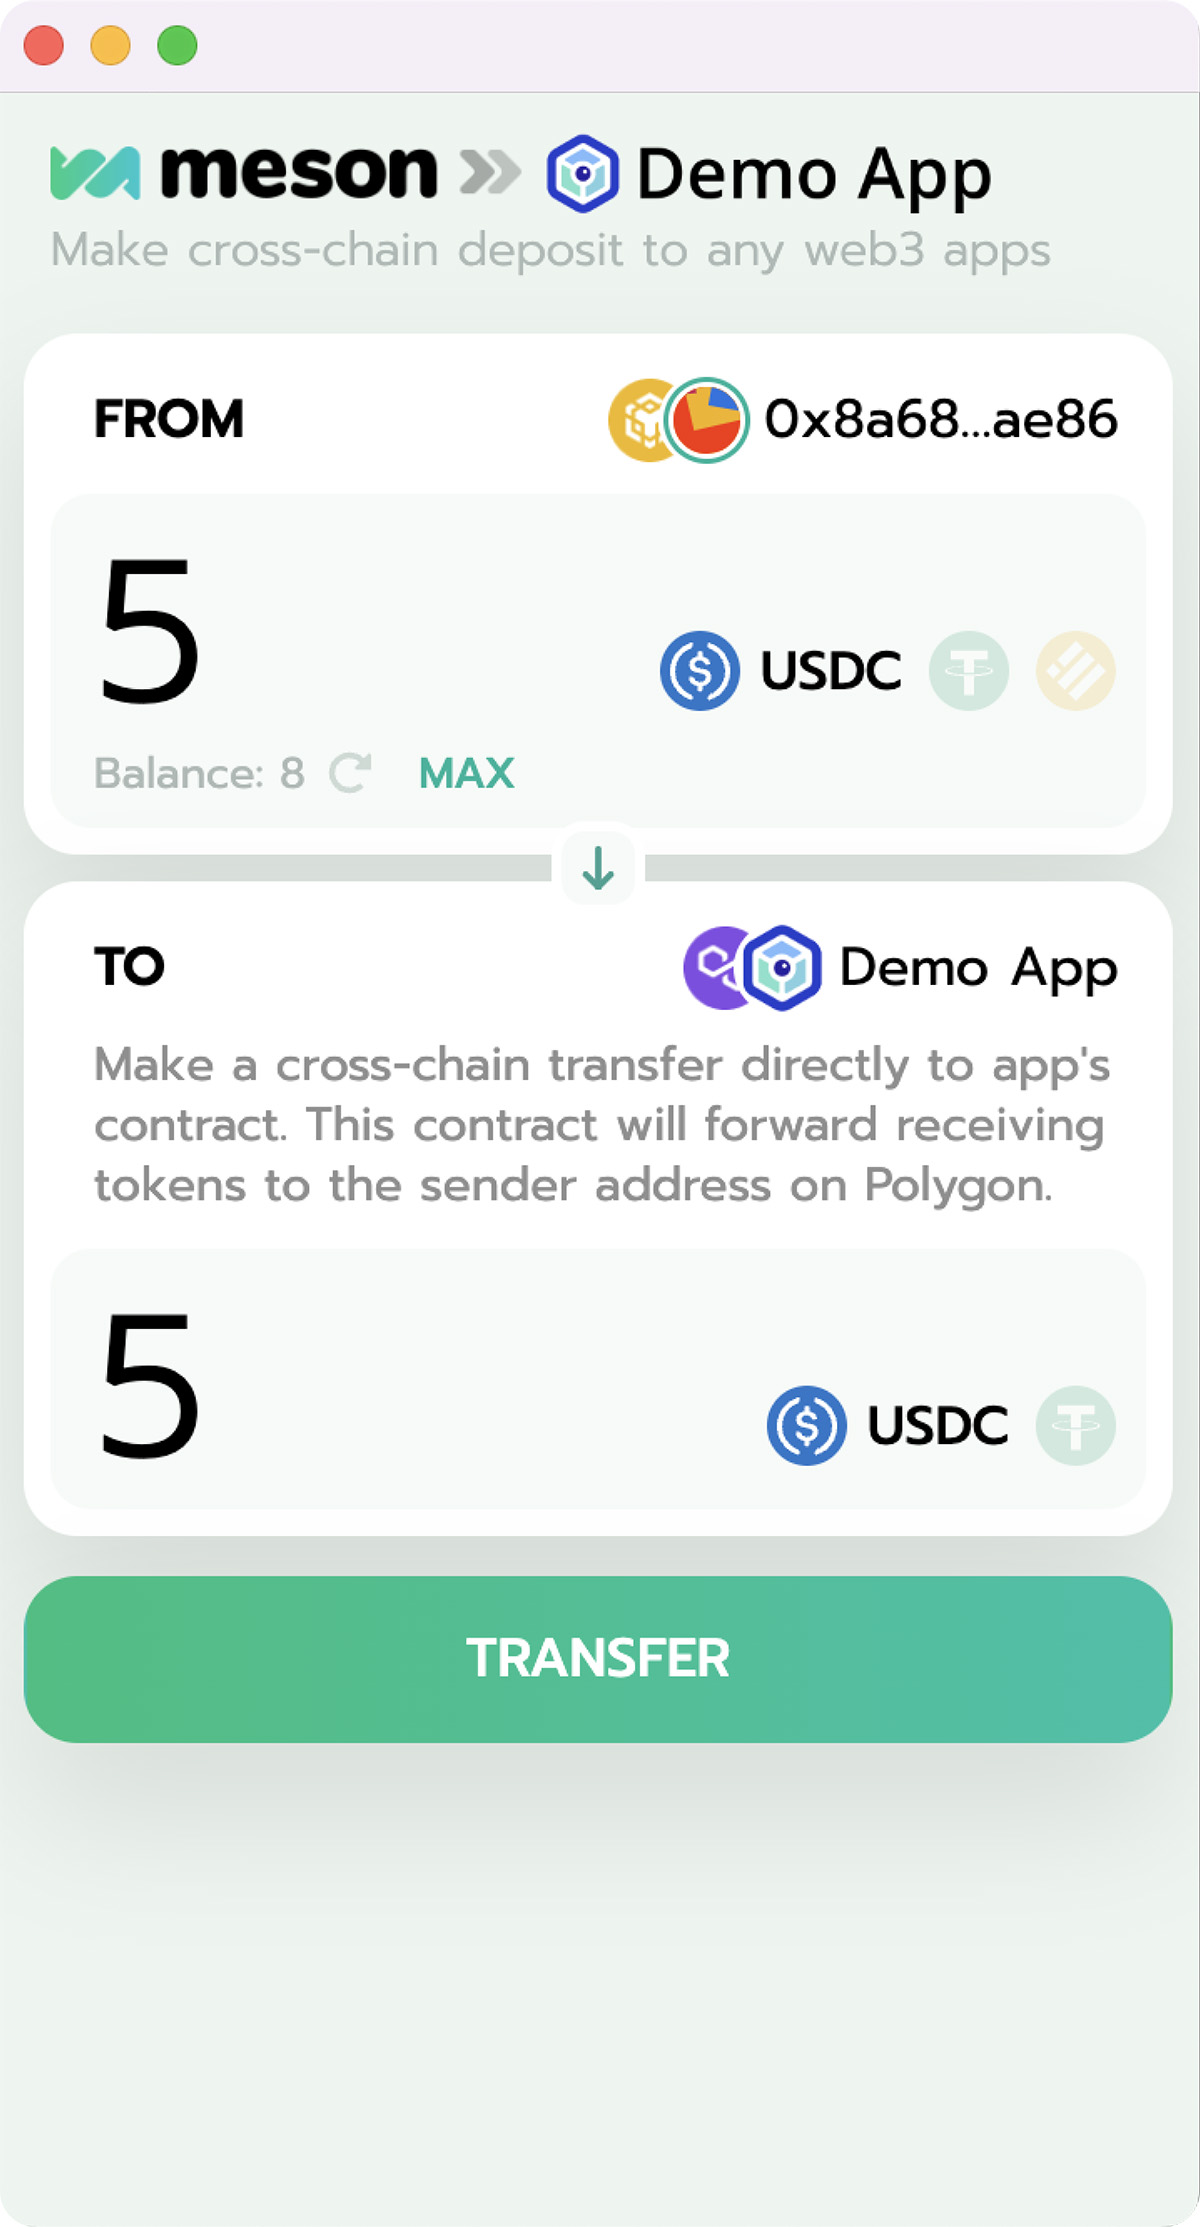 meson Demo App
Make cross-chain deposit to any web3 apps
FROM 0x8a68...ae86
5
USDC
Balance: 8 MAX
TO Demo App
Make a cross-chain transfer directly to app's
contract. This contract will forward receiving
tokens to the sender address on Polygon.
5
USDC
TRANSFER